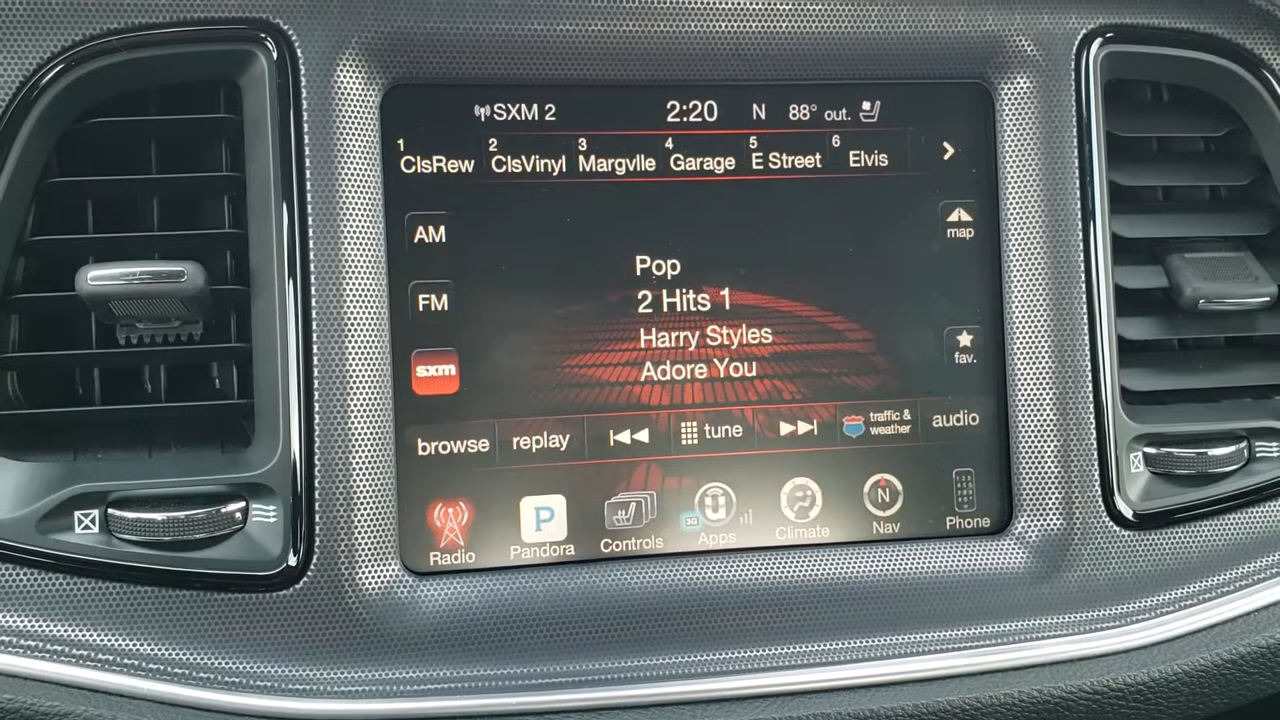 SXM 2 2:20 N 88° out.
1 ClsRew 2 ClsVinyl 3 Margvlle 4 Garage 5 E Street 6 Elvis
AM
map
Pop
FM
2 Hits 1
Harry Styles
fav.
sxm
Adore You
browse replay tune traffic & weather audio
P
3G
N
Radio Pandora Controls Apps Climate Nav Phone